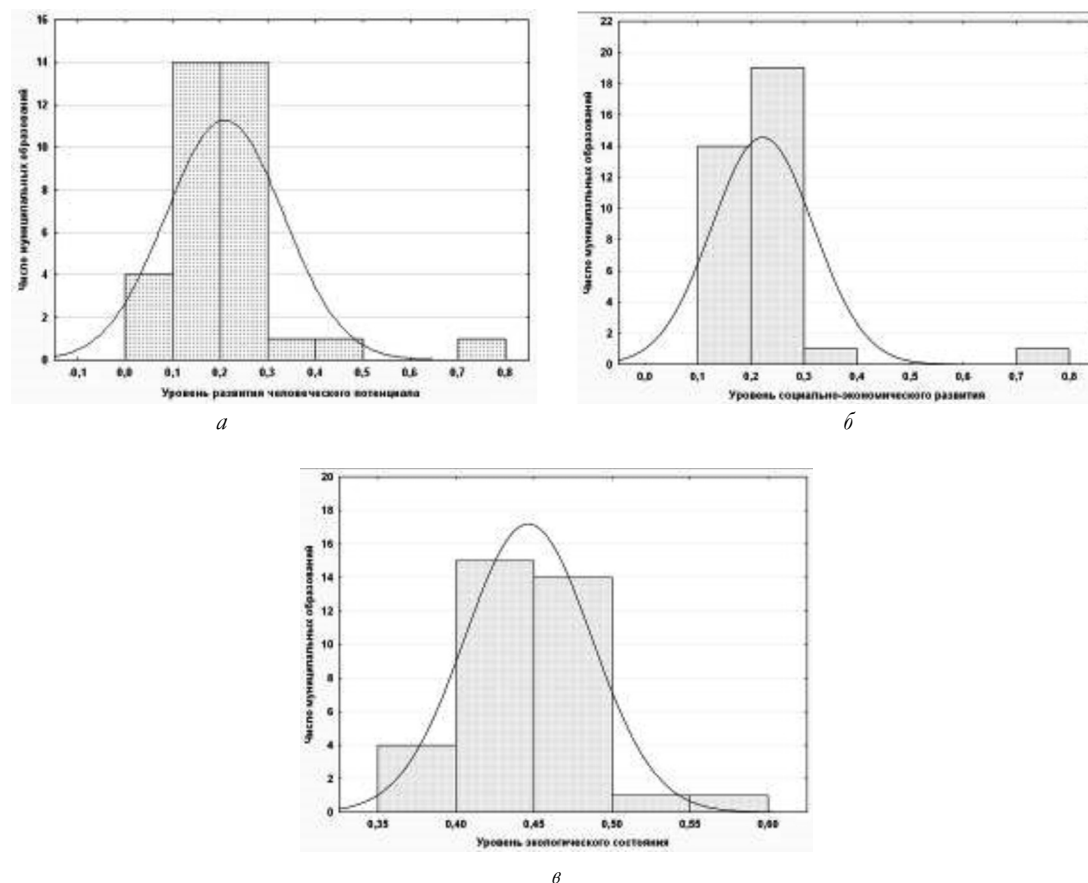 Число муниципальных образований
16
14
12
10
8
6
4
2
0
-0,1 0,0 0,1 0,2 0,3 0,4 0,5 0,6 0,7 0,8
Уровень развития человеческого потенциала
а
Число муниципальных образований
22
20
18
16
14
12
10
8
6
4
2
0
0,0 0,1 0,2 0,3 0,4 0,5 0,6 0,7 0,8
Уровень социально-экономического развития
б
Число муниципальных образований
20
18
16
14
12
10
8
6
4
2
0
0,35 0,40 0,45 0,50 0,55 0,60
Уровень экологического состояния
в